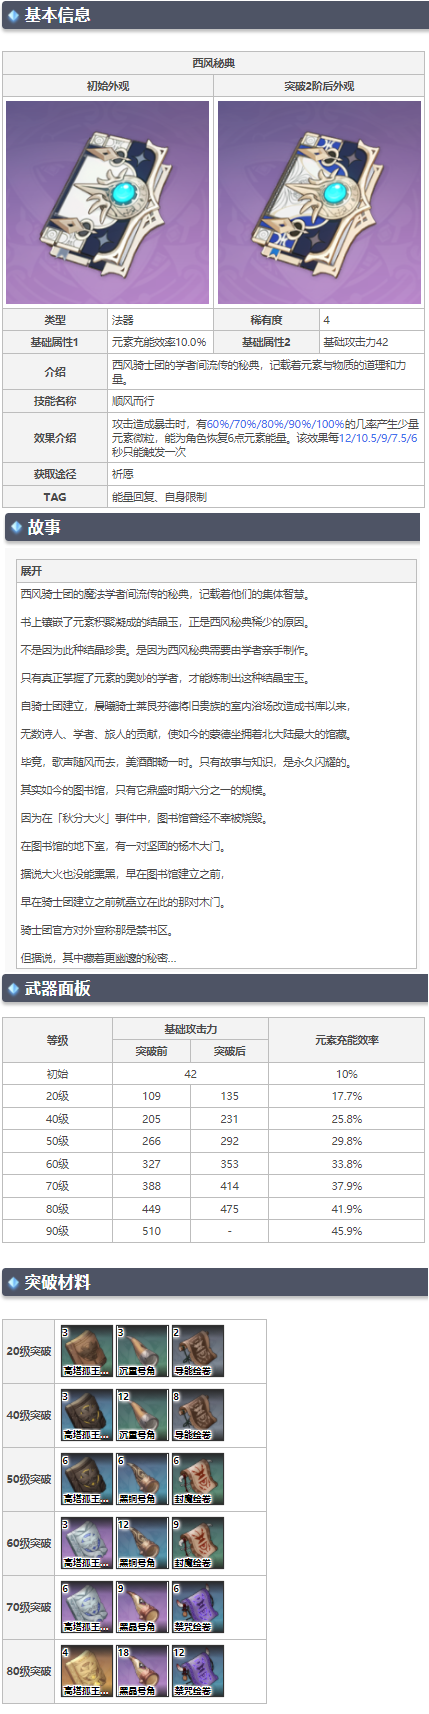 基本信息
西风秘典
初始外观 突破2阶后外观
类型 法器 稀有度 4
基础属性1 元素充能效率10.0% 基础属性2 基础攻击力42
介绍 西风骑士团的学者间流传的秘典，记载着元素与物质的道理和力
量。
技能名称 顺风而行
效果介绍 攻击造成暴击时，有60%/70%/80%/90%/100%的几率产生少量
元素微粒，能为角色恢复6点元素能量。该效果每12/10.5/9/7.5/6
秒只能触发一次
获取途径 祈愿
TAG 能量回复、自身限制
故事
展开
西风骑士团的魔法学者间流传的秘典，记载着他们的集体智慧。
书上镶嵌了元素积聚凝成的结晶玉，正是西风秘典稀少的原因。
不是因为此种结晶珍贵。是因为西风秘典需要由学者亲手制作。
只有真正掌握了元素的奥妙的学者，才能炼制出这种结晶宝玉。
自骑士团建立，晨曦骑士莱艮芬德将旧贵族的室内浴场改造成书库以来，
无数诗人、学者、旅人的贡献，使如今的蒙德坐拥着北大陆最大的馆藏。
毕竟，歌声随风而去，美酒酣畅一时。只有故事与知识，是永久闪耀的。
其实如今的图书馆，只有它鼎盛时期六分之一的规模。
因为在「秋分大火」事件中，图书馆曾经不幸被烧毁。
在图书馆的地下室，有一对坚固的杨木大门。
据说大火也没能熏黑，早在图书馆建立之前，
早在骑士团建立之前就矗立在此的那对木门。
骑士团官方对外宣称那是禁书区。
但据说，其中藏着更幽邃的秘密...
武器面板
等级 基础攻击力 元素充能效率
突破前 突破后
初始 42 10%
20级 109 135 17.7%
40级 205 231 25.8%
50级 266 292 29.8%
60级 327 353 33.8%
70级 388 414 37.9%
80级 449 475 41.9%
90级 510 - 45.9%
突破材料
20级突破 3 高塔孤王... 3 沉重号角 2 导能绘卷
40级突破 3 高塔孤王... 12 沉重号角 8 导能绘卷
50级突破 6 高塔孤王... 6 黑铜号角 6 封魔绘卷
60级突破 3 高塔孤王... 12 黑铜号角 9 封魔绘卷
70级突破 6 高塔孤王... 9 黑晶号角 6 禁咒绘卷
80级突破 4 高塔孤王... 18 黑晶号角 12 禁咒绘卷